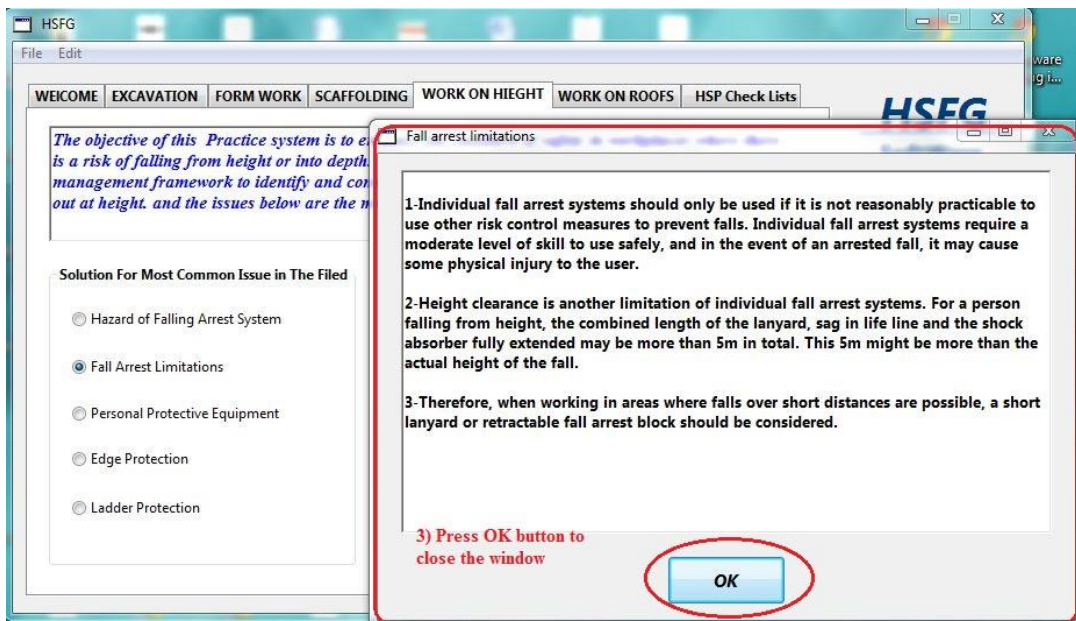 HSFG
File Edit
ware
ng i...
WElCOME EXCAVATION FORM WORK SCAFFOLDING WORK ON HIEGHT WORK ON ROOFS HSP Check Lists
HSFG
The objective of this Practice system is to
is a risk of falling from height or into depth.
management framework to identify and
out at height. and the issues below are the
Solution For Most Common Issue in The Filed
Hazard of Falling Arrest System
Fall Arrest Limitations
Personal Protective Equipment
Edge Protection
Ladder Protection
Fall arrest limitations
1-Individual fall arrest systems should only be used if it is not reasonably practicable to
use other risk control measures to prevent falls. Individual fall arrest systems require a
moderate level of skill to use safely, and in the event of an arrested fall, it may cause
some physical injury to the user.
2-Height clearance is another limitation of individual fall arrest systems. For a person
falling from height, the combined length of the lanyard, sag in life line and the shock
absorber fully extended may be more than 5m in total. This 5m might be more than the
actual height of the fall.
3-Therefore, when working in areas where falls over short distances are possible, a short
lanyard or retractable fall arrest block should be considered.
3) Press OK button to
close the window
OK